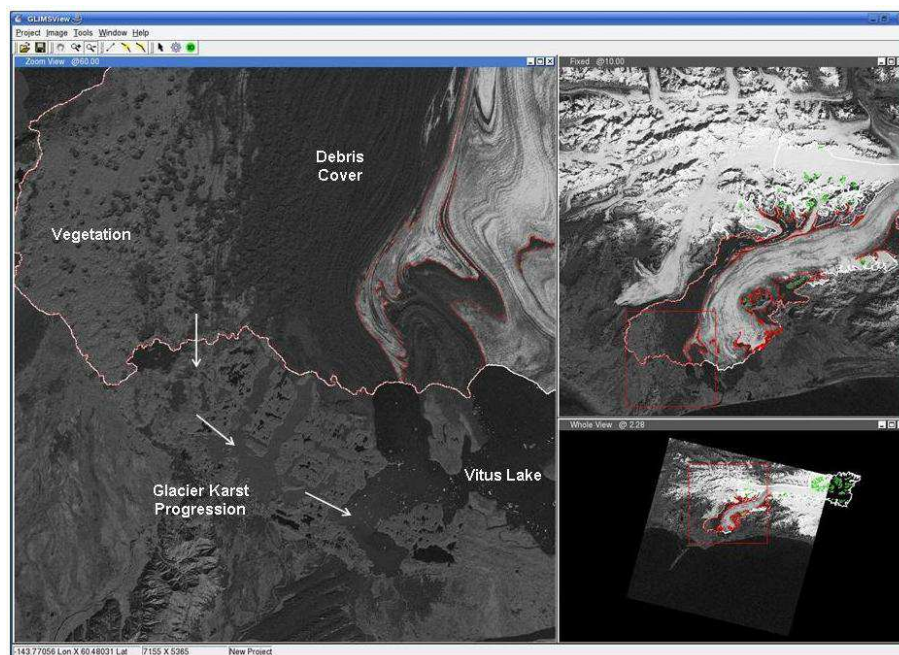 GLIMSView
Project Image Tools Window Help
Zoom View @60.00
Fixed @10.00
Debris
Cover
Vegetation
Vitus Lake
Glacier Karst
Progression
Whole View @ 2.28
-143.77056 Lon X 60.48031 Lat 7155 X 5365 New Project